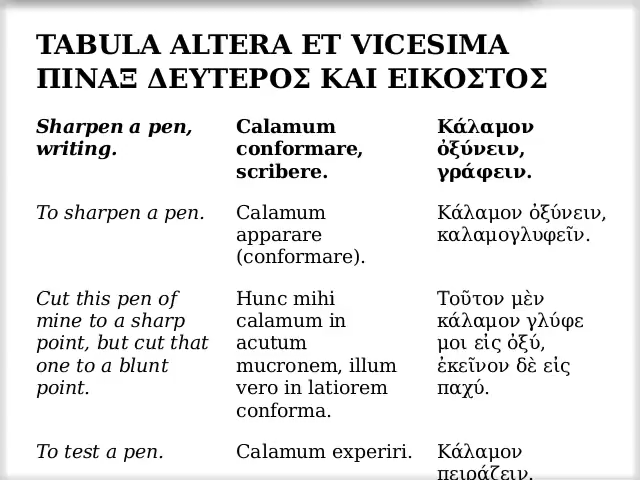 TABULA ALTERA ET VICESIMA
ΠΙΝΑΞ ΔΕΥΤΕΡΟΣ ΚΑΙ ΕΙΚΟΣΤΟΣ
Sharpen a pen,
writing.
Calamum
conformare,
scribere.
Κάλαμον
ὀξύνειν,
γράφειν.
To sharpen a pen.
Calamum
apparare
(conformare).
Κάλαμον ὀξύνειν,
καλαμογλυφεῖν.
Cut this pen of
mine to a sharp
point, but cut that
one to a blunt
point.
Hunc mihi
calamum in
acutum
mucronem, illum
vero in latiorem
conforma.
Τοῦτον μὲν
κάλαμον γλύφε
μοι εἰς ὀξύ,
ἐκεῖνον δὲ εἰς
παχύ.
To test a pen.
Calamum experiri.
Κάλαμον
πειράζειν.